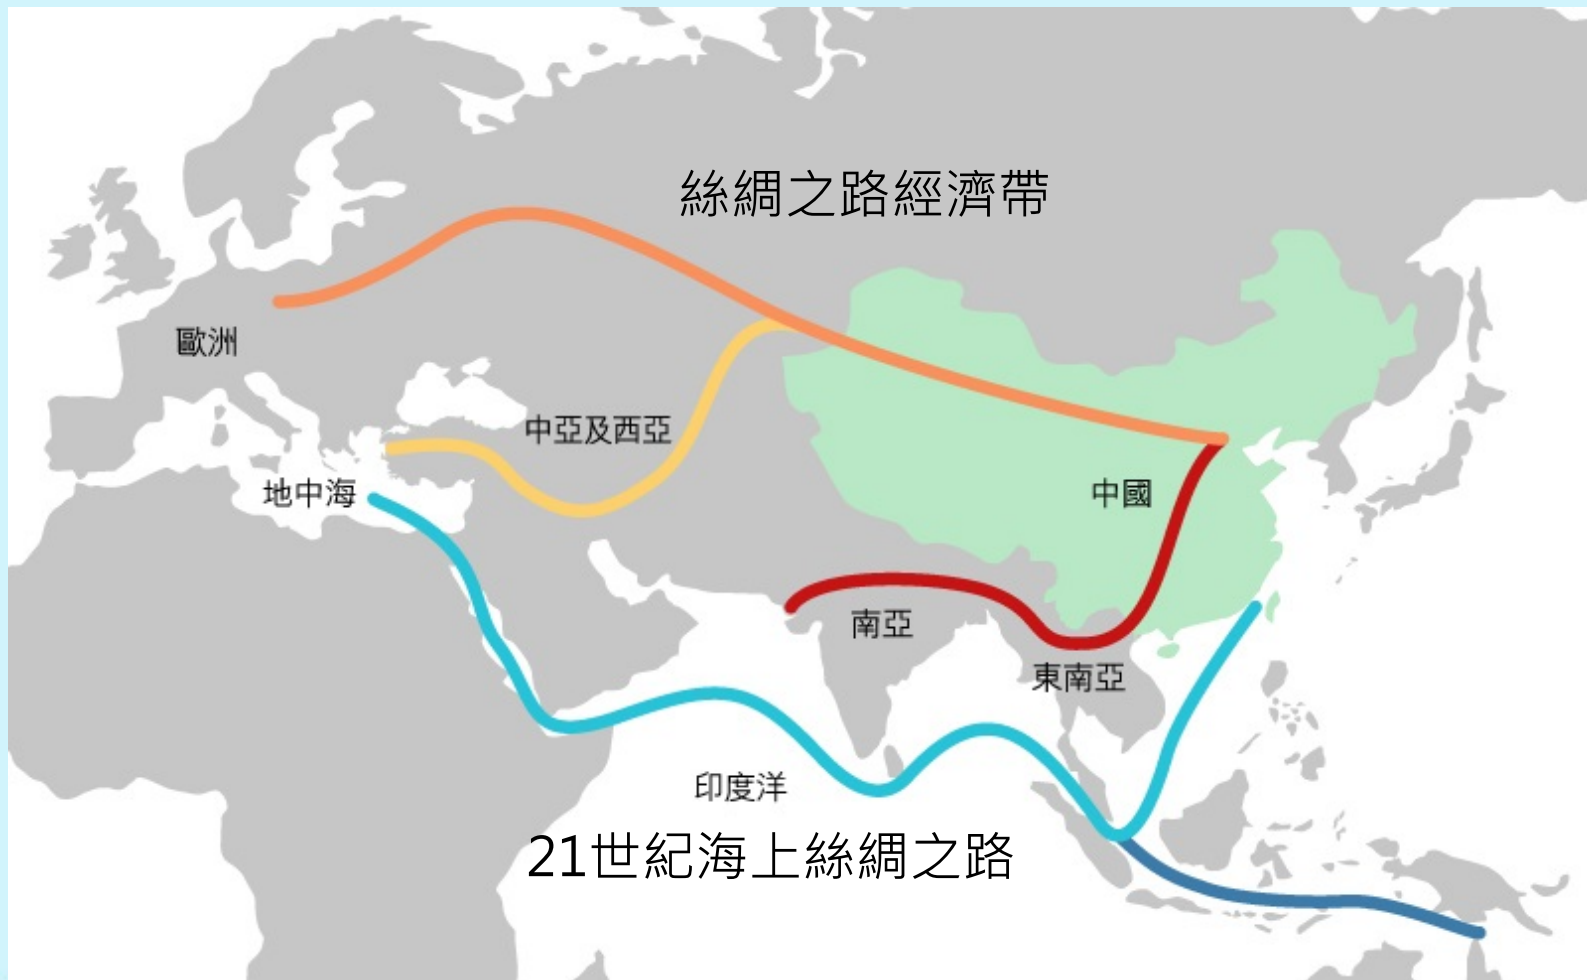 絲綢之路經濟帶
歐洲
中亞及西亞
地中海
中國
南亞
東南亞
印度洋
21世紀海上絲綢之路